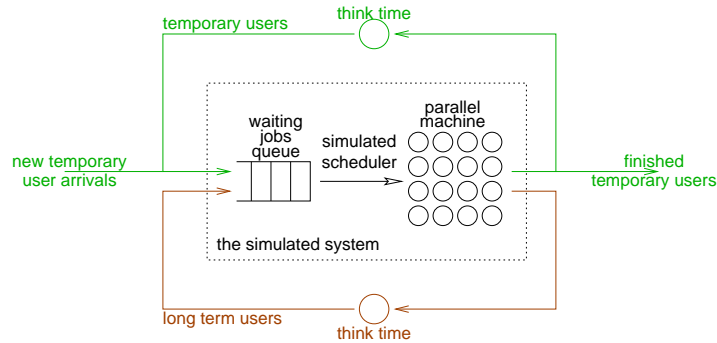 think time
temporary users
parallel
machine
waiting
jobs
queue
simulated
scheduler
new temporary
user arrivals
finished
temporary users
the simulated system
long term users
think time